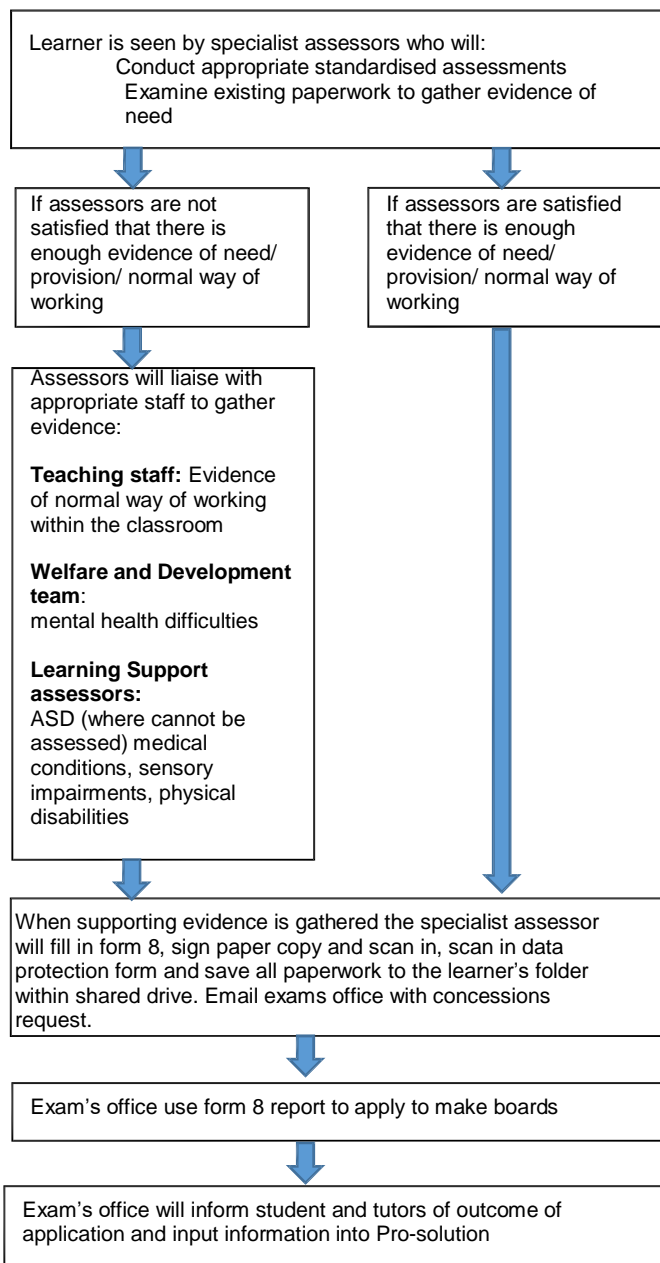 Learner is seen by specialist assessors who will:
Conduct appropriate standardised assessments
Examine existing paperwork to gather evidence of
need
If assessors are not
satisfied that there is
enough evidence of need/
provision/ normal way of
working
If assessors are satisfied
that there is enough
evidence of need/
provision/ normal way of
working
Assessors will liaise with
appropriate staff to gather
evidence:
Teaching staff: Evidence
of normal way of working
within the classroom
Welfare and Development
team:
mental health difficulties
Learning Support
assessors:
ASD (where cannot be
assessed) medical
conditions, sensory
impairments, physical
disabilities
When supporting evidence is gathered the specialist assessor
will fill in form 8, sign paper copy and scan in, scan in data
protection form and save all paperwork to the learner's folder
within shared drive. Email exams office with concessions
request.
Exam's office use form 8 report to apply to make boards
Exam's office will inform student and tutors of outcome of
application and input information into Pro-solution